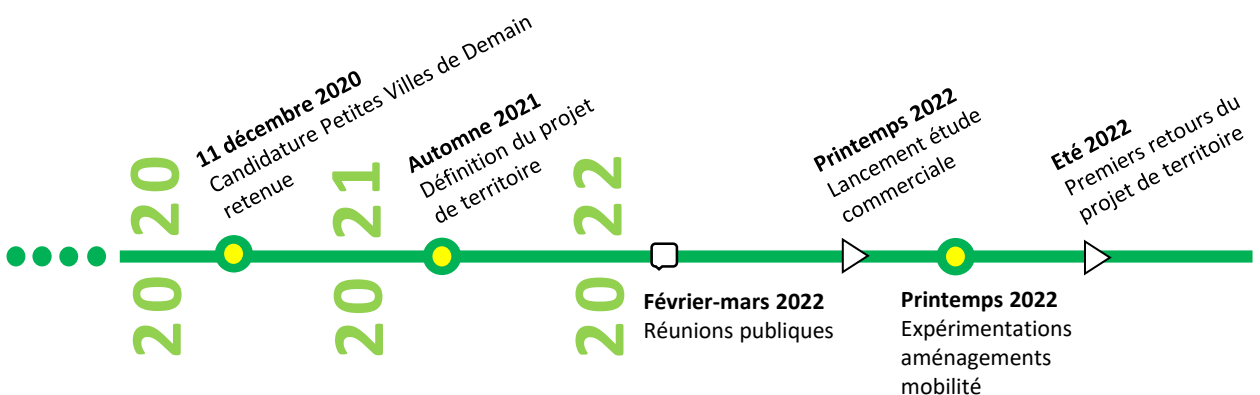 2020
11 décembre 2020
Candidature Petites Villes de Demain
retenue
2021
Automne 2021
Définition du projet
de territoire
2022
Février-mars 2022
Réunions publiques
Printemps 2022
Lancement étude
commerciale
Printemps 2022
Expérimentations
aménagements
mobilité
Eté 2022
Premiers retours du
projet de territoire